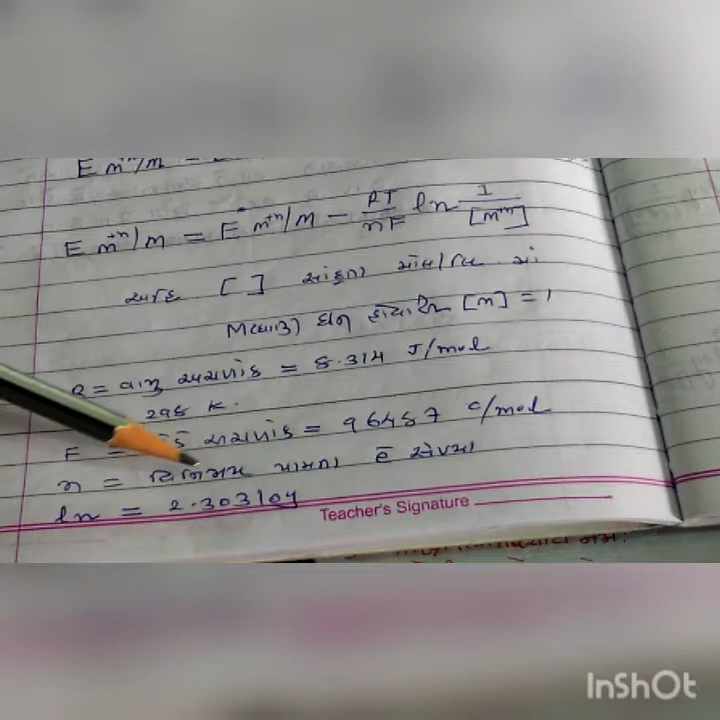 E m⁺ⁿ/m =
E m⁺ⁿ/m = E° m⁺ⁿ/m - RT/nF ln 1/[m⁺ⁿ]
અહિં [ ] સાંદ્રતા મોલ/લિ. માં
M(ધાતુ) ઘન હોવાથી [m] = 1
R = વાયુ અચળાંક = 8.314 J/mol
298 K.
F = અચળાંક = 96487 C/mol
n = વિનિમય પામતા ē સંખ્યા
ln = 2.303 log
Teacher's Signature
InShOt